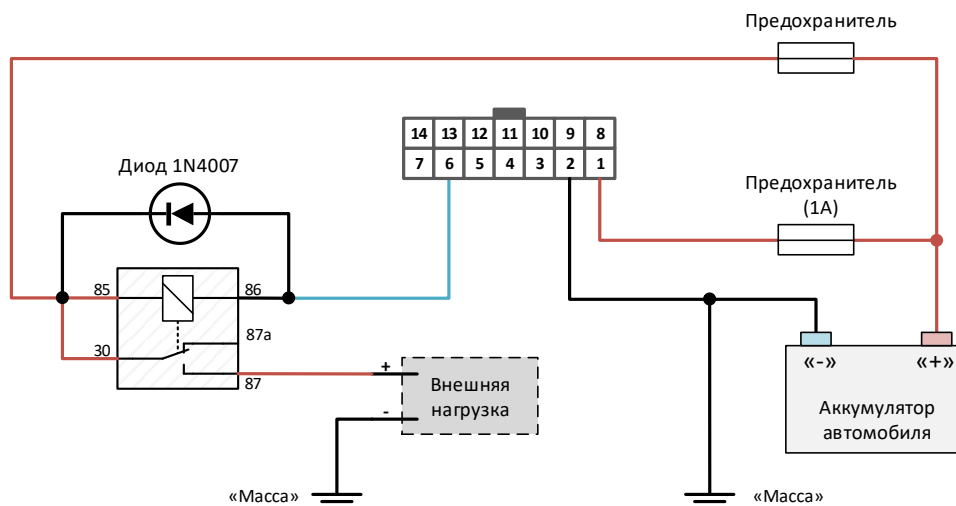 Предохранитель
14 13 12 11 10 9 8
7 6 5 4 3 2 1
Диод 1N4007
Предохранитель
(1А)
85
86
87а
30
87
+
-
Внешняя
нагрузка
«-»
«+»
Аккумулятор
автомобиля
«Масса»
«Масса»